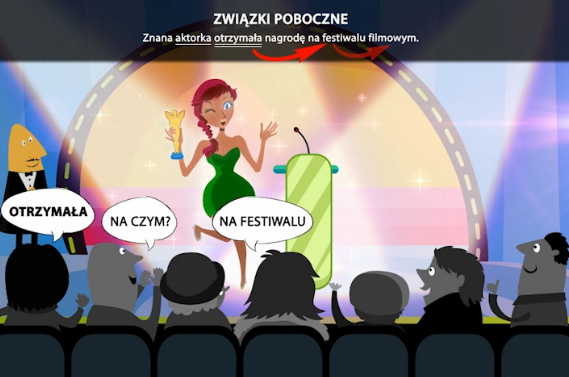 ZWIĄZKI POBOCZNE
Znana aktorka otrzymała nagrodę na festiwalu filmowym.
OTRZYMAŁA
NA CZYM?
NA FESTIWALU